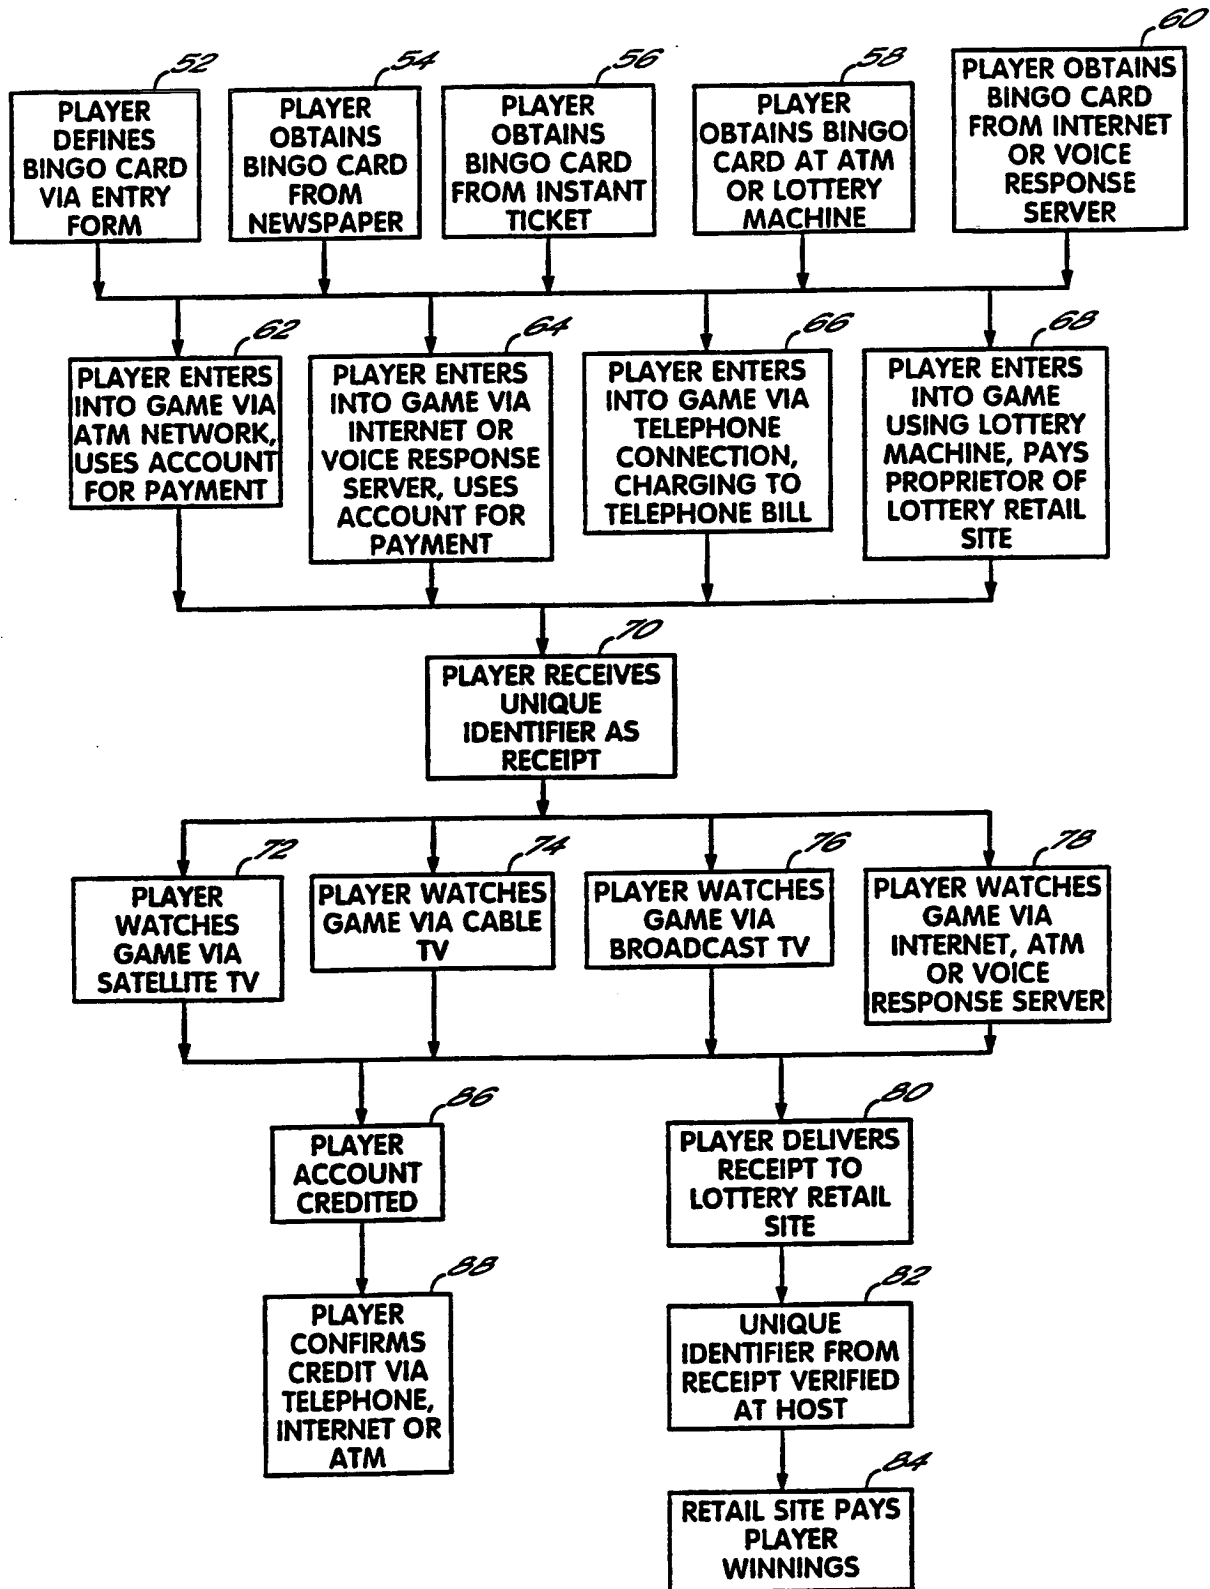 52
PLAYER
DEFINES
BINGO CARD
VIA ENTRY
FORM
54
PLAYER
OBTAINS
BINGO CARD
FROM
NEWSPAPER
56
PLAYER
OBTAINS
BINGO CARD
FROM INSTANT
TICKET
58
PLAYER
OBTAINS BINGO
CARD AT ATM
OR LOTTERY
MACHINE
60
PLAYER OBTAINS
BINGO CARD
FROM INTERNET
OR VOICE
RESPONSE
SERVER
62
PLAYER ENTERS
INTO GAME VIA
ATM NETWORK,
USES ACCOUNT
FOR PAYMENT
64
PLAYER ENTERS
INTO GAME VIA
INTERNET OR
VOICE RESPONSE
SERVER, USES
ACCOUNT FOR
PAYMENT
66
PLAYER ENTERS
INTO GAME VIA
TELEPHONE
CONNECTION,
CHARGING TO
TELEPHONE BILL
68
PLAYER ENTERS
INTO GAME
USING LOTTERY
MACHINE, PAYS
PROPRIETOR OF
LOTTERY RETAIL
SITE
70
PLAYER RECEIVES
UNIQUE
IDENTIFIER AS
RECEIPT
72
PLAYER
WATCHES
GAME VIA
SATELLITE TV
74
PLAYER WATCHES
GAME VIA CABLE
TV
76
PLAYER WATCHES
GAME VIA
BROADCAST TV
78
PLAYER WATCHES
GAME VIA
INTERNET, ATM
OR VOICE
RESPONSE SERVER
86
PLAYER
ACCOUNT
CREDITED
80
PLAYER DELIVERS
RECEIPT TO
LOTTERY RETAIL
SITE
88
PLAYER
CONFIRMS
CREDIT VIA
TELEPHONE,
INTERNET OR
ATM
82
UNIQUE
IDENTIFIER FROM
RECEIPT VERIFIED
AT HOST
84
RETAIL SITE PAYS
PLAYER
WINNINGS